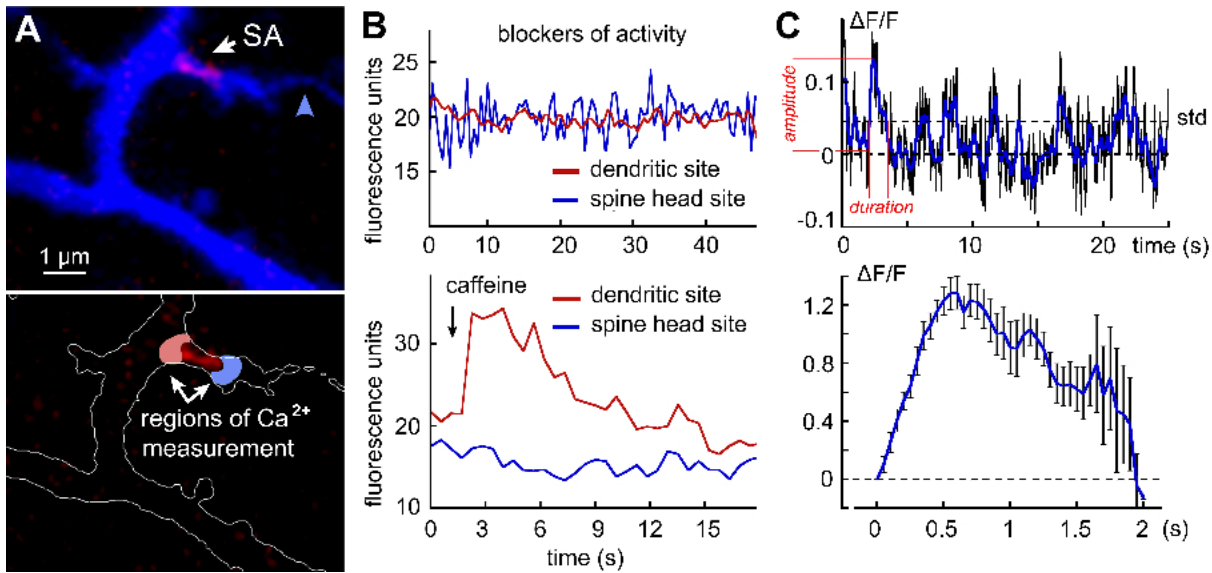 A
SA
1 µm
regions of Ca²⁺
measurement
B
blockers of activity
fluorescence units
25
20
15
dendritic site
spine head site
0 10 20 30 40
caffeine
dendritic site
spine head site
fluorescence units
30
20
10
0 3 6 9 12 15
time (s)
C
ΔF/F
0.1
0
-0.1
amplitude
duration
std
0 10 20 time (s)
ΔF/F
1.2
0.8
0.4
0
0 0.5 1 1.5 2 (s)